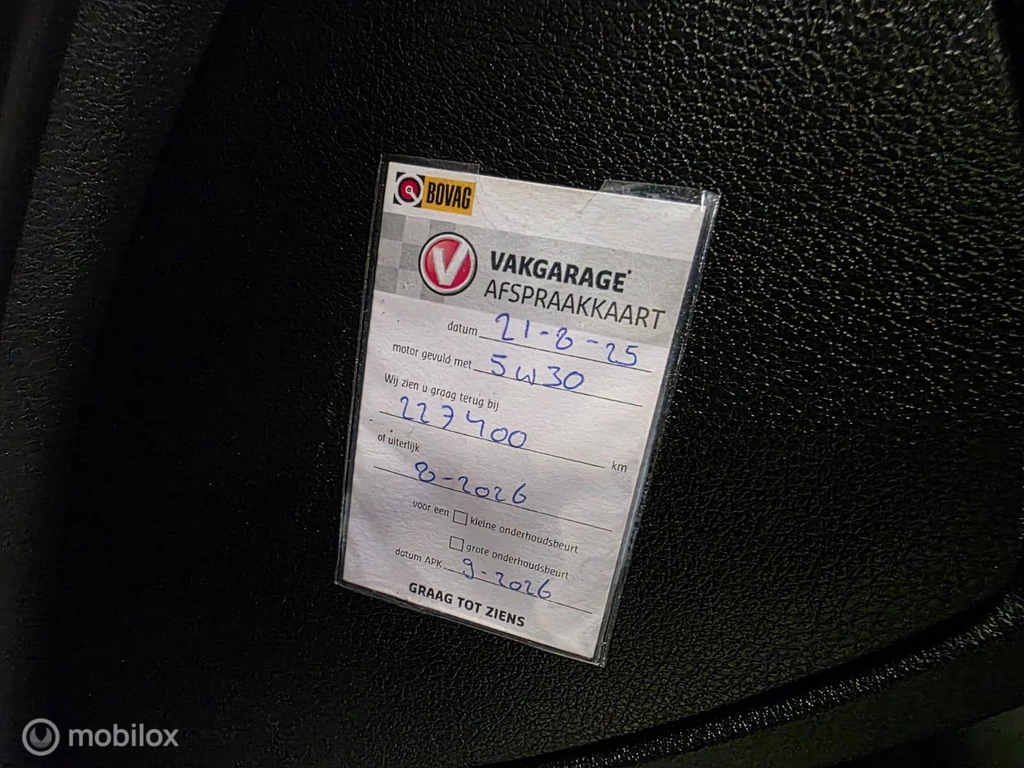 BOVAG
V
VAKGARAGE
AFSPRAAKKAART
datum 21-8-25
motor gevuld met 5w30
Wij zien u graag terug bij
227400 km
of uiterlijk
8-2026
voor een kleine onderhoudsbeurt
grote onderhoudsbeurt
datum APK 9-2026
GRAAG TOT ZIENS
mobilox